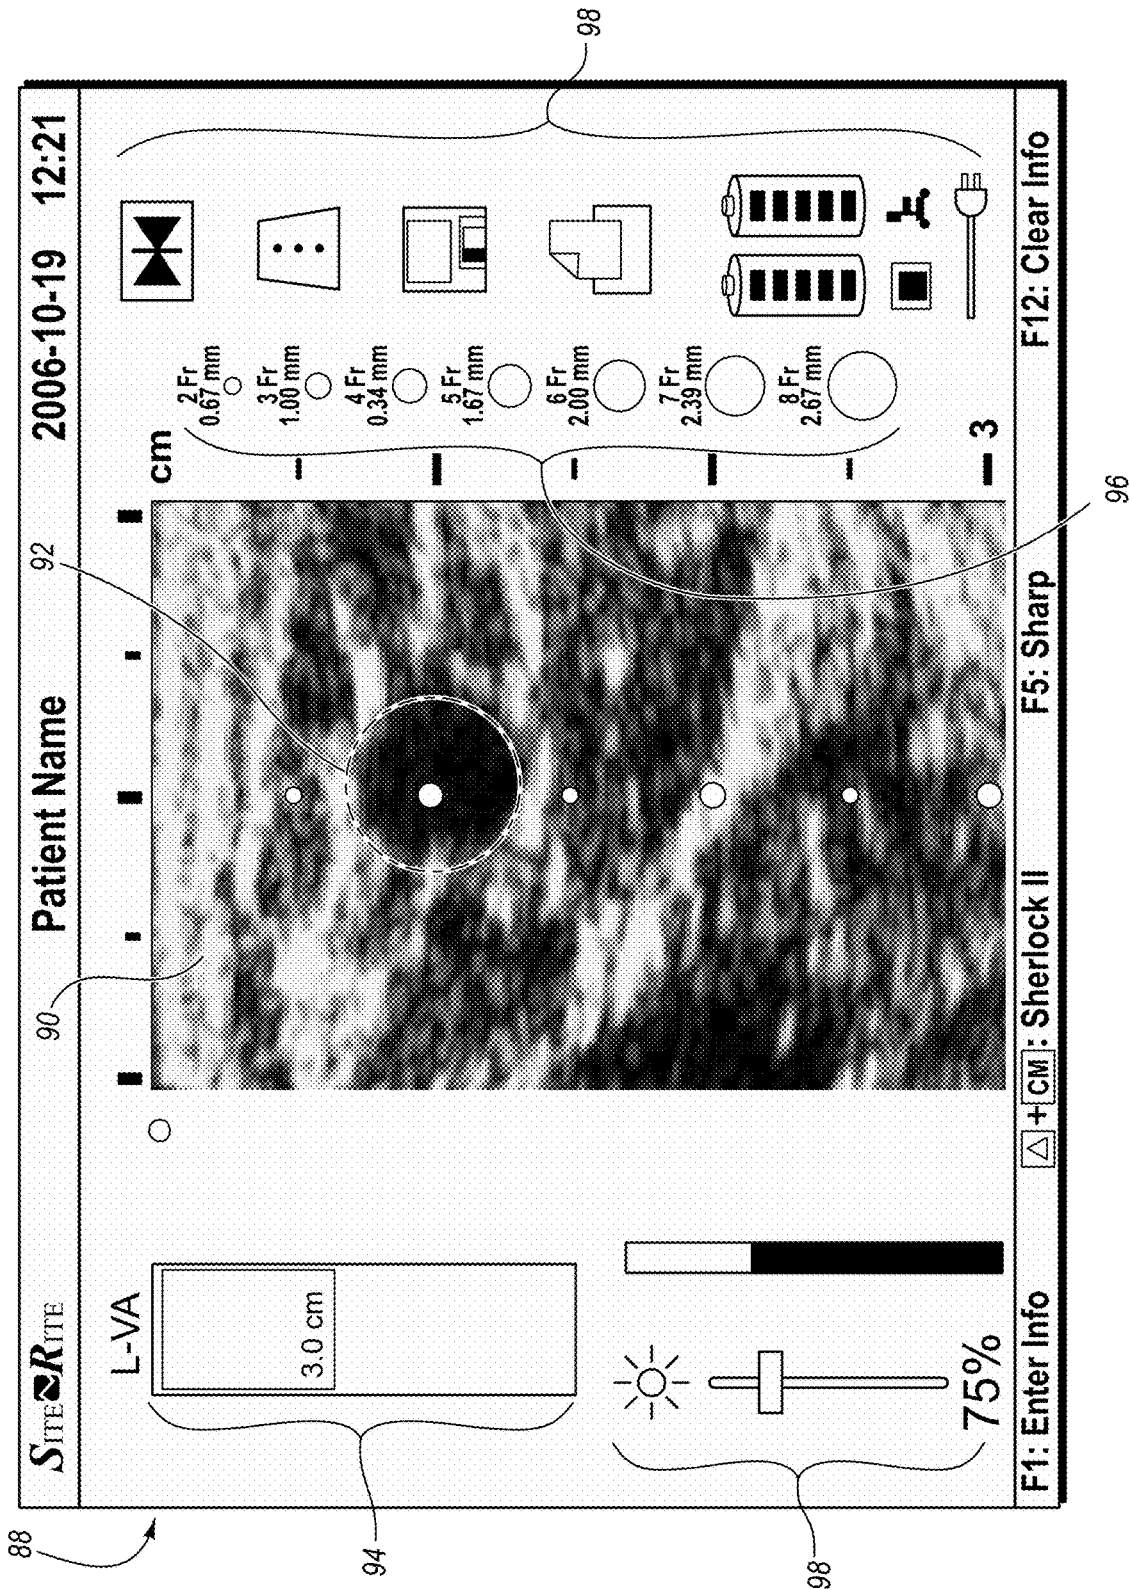 88
SITE RITE
Patient Name
2006-10-19 12:21
90
92
98
L-VA
cm
3.0 cm
94
2 Fr
0.67 mm
3 Fr
1.00 mm
4 Fr
0.34 mm
5 Fr
1.67 mm
6 Fr
2.00 mm
7 Fr
2.39 mm
8 Fr
2.67 mm
3
75%
98
96
F1: Enter Info
△+CM: Sherlock II
F5: Sharp
F12: Clear Info